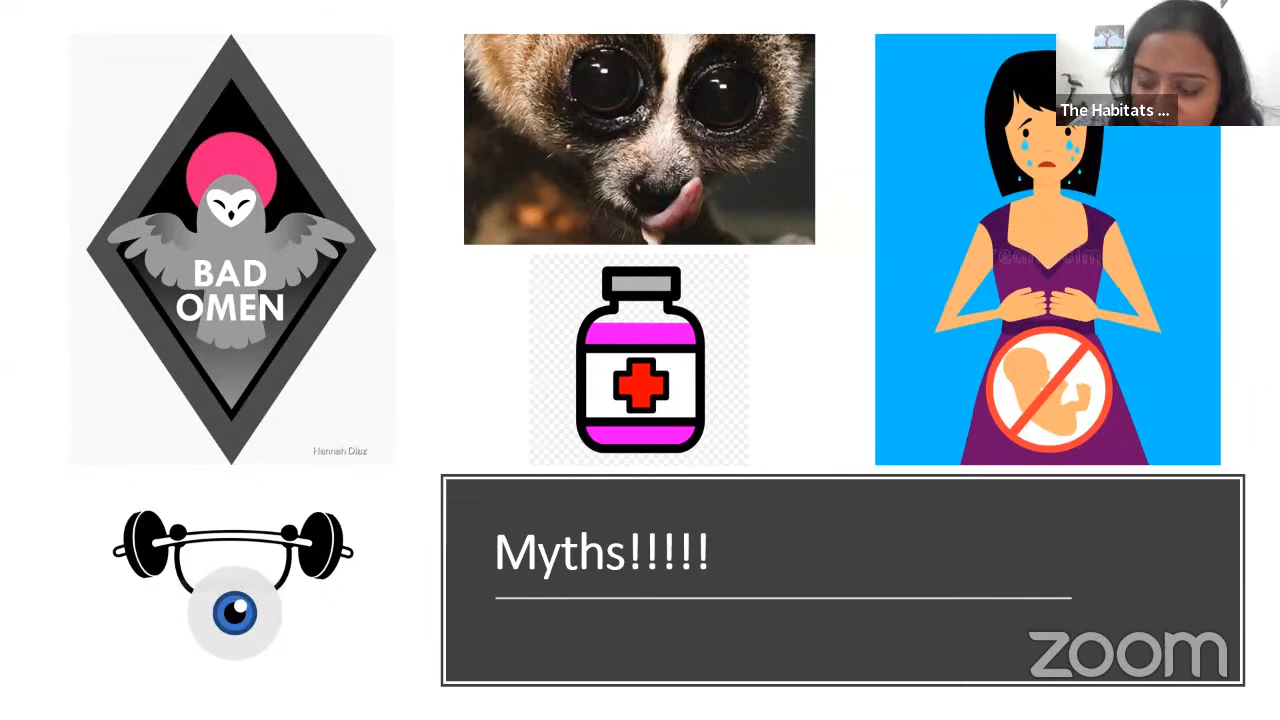 The Habitats ...
BAD
OMEN
Hannah Diaz
Myths!!!!!
zoom